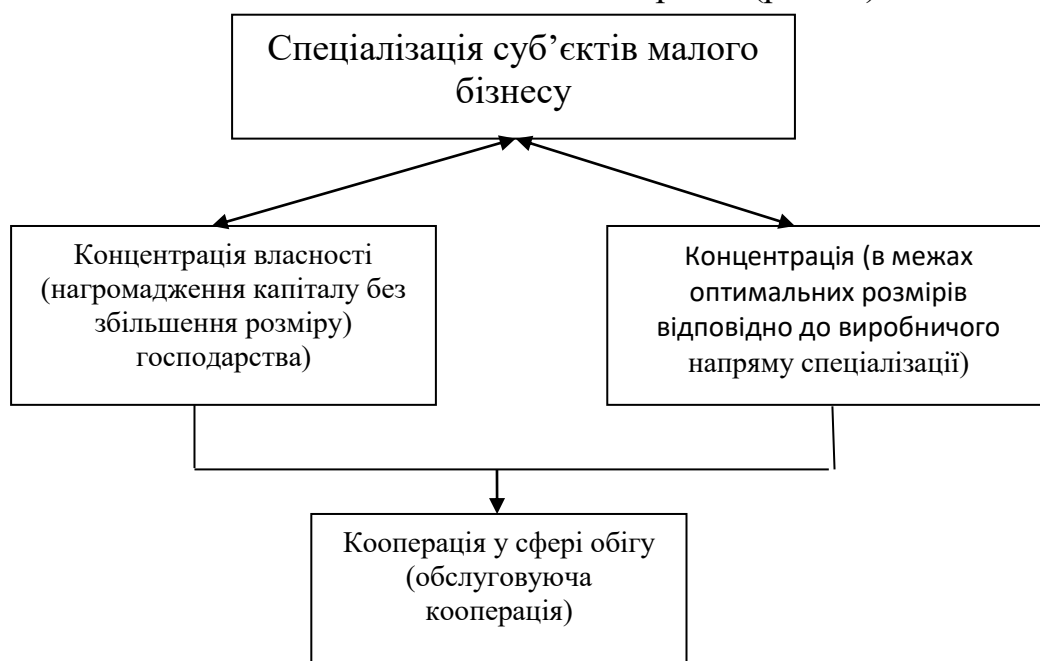 Спеціалізація суб’єктів малого
бізнесу
Концентрація власності
(нагромадження капіталу без
збільшення розміру)
господарства)
Концентрація (в межах
оптимальних розмірів
відповідно до виробничого
напряму спеціалізації)
Кооперація у сфері обігу
(обслуговуюча
кооперація)